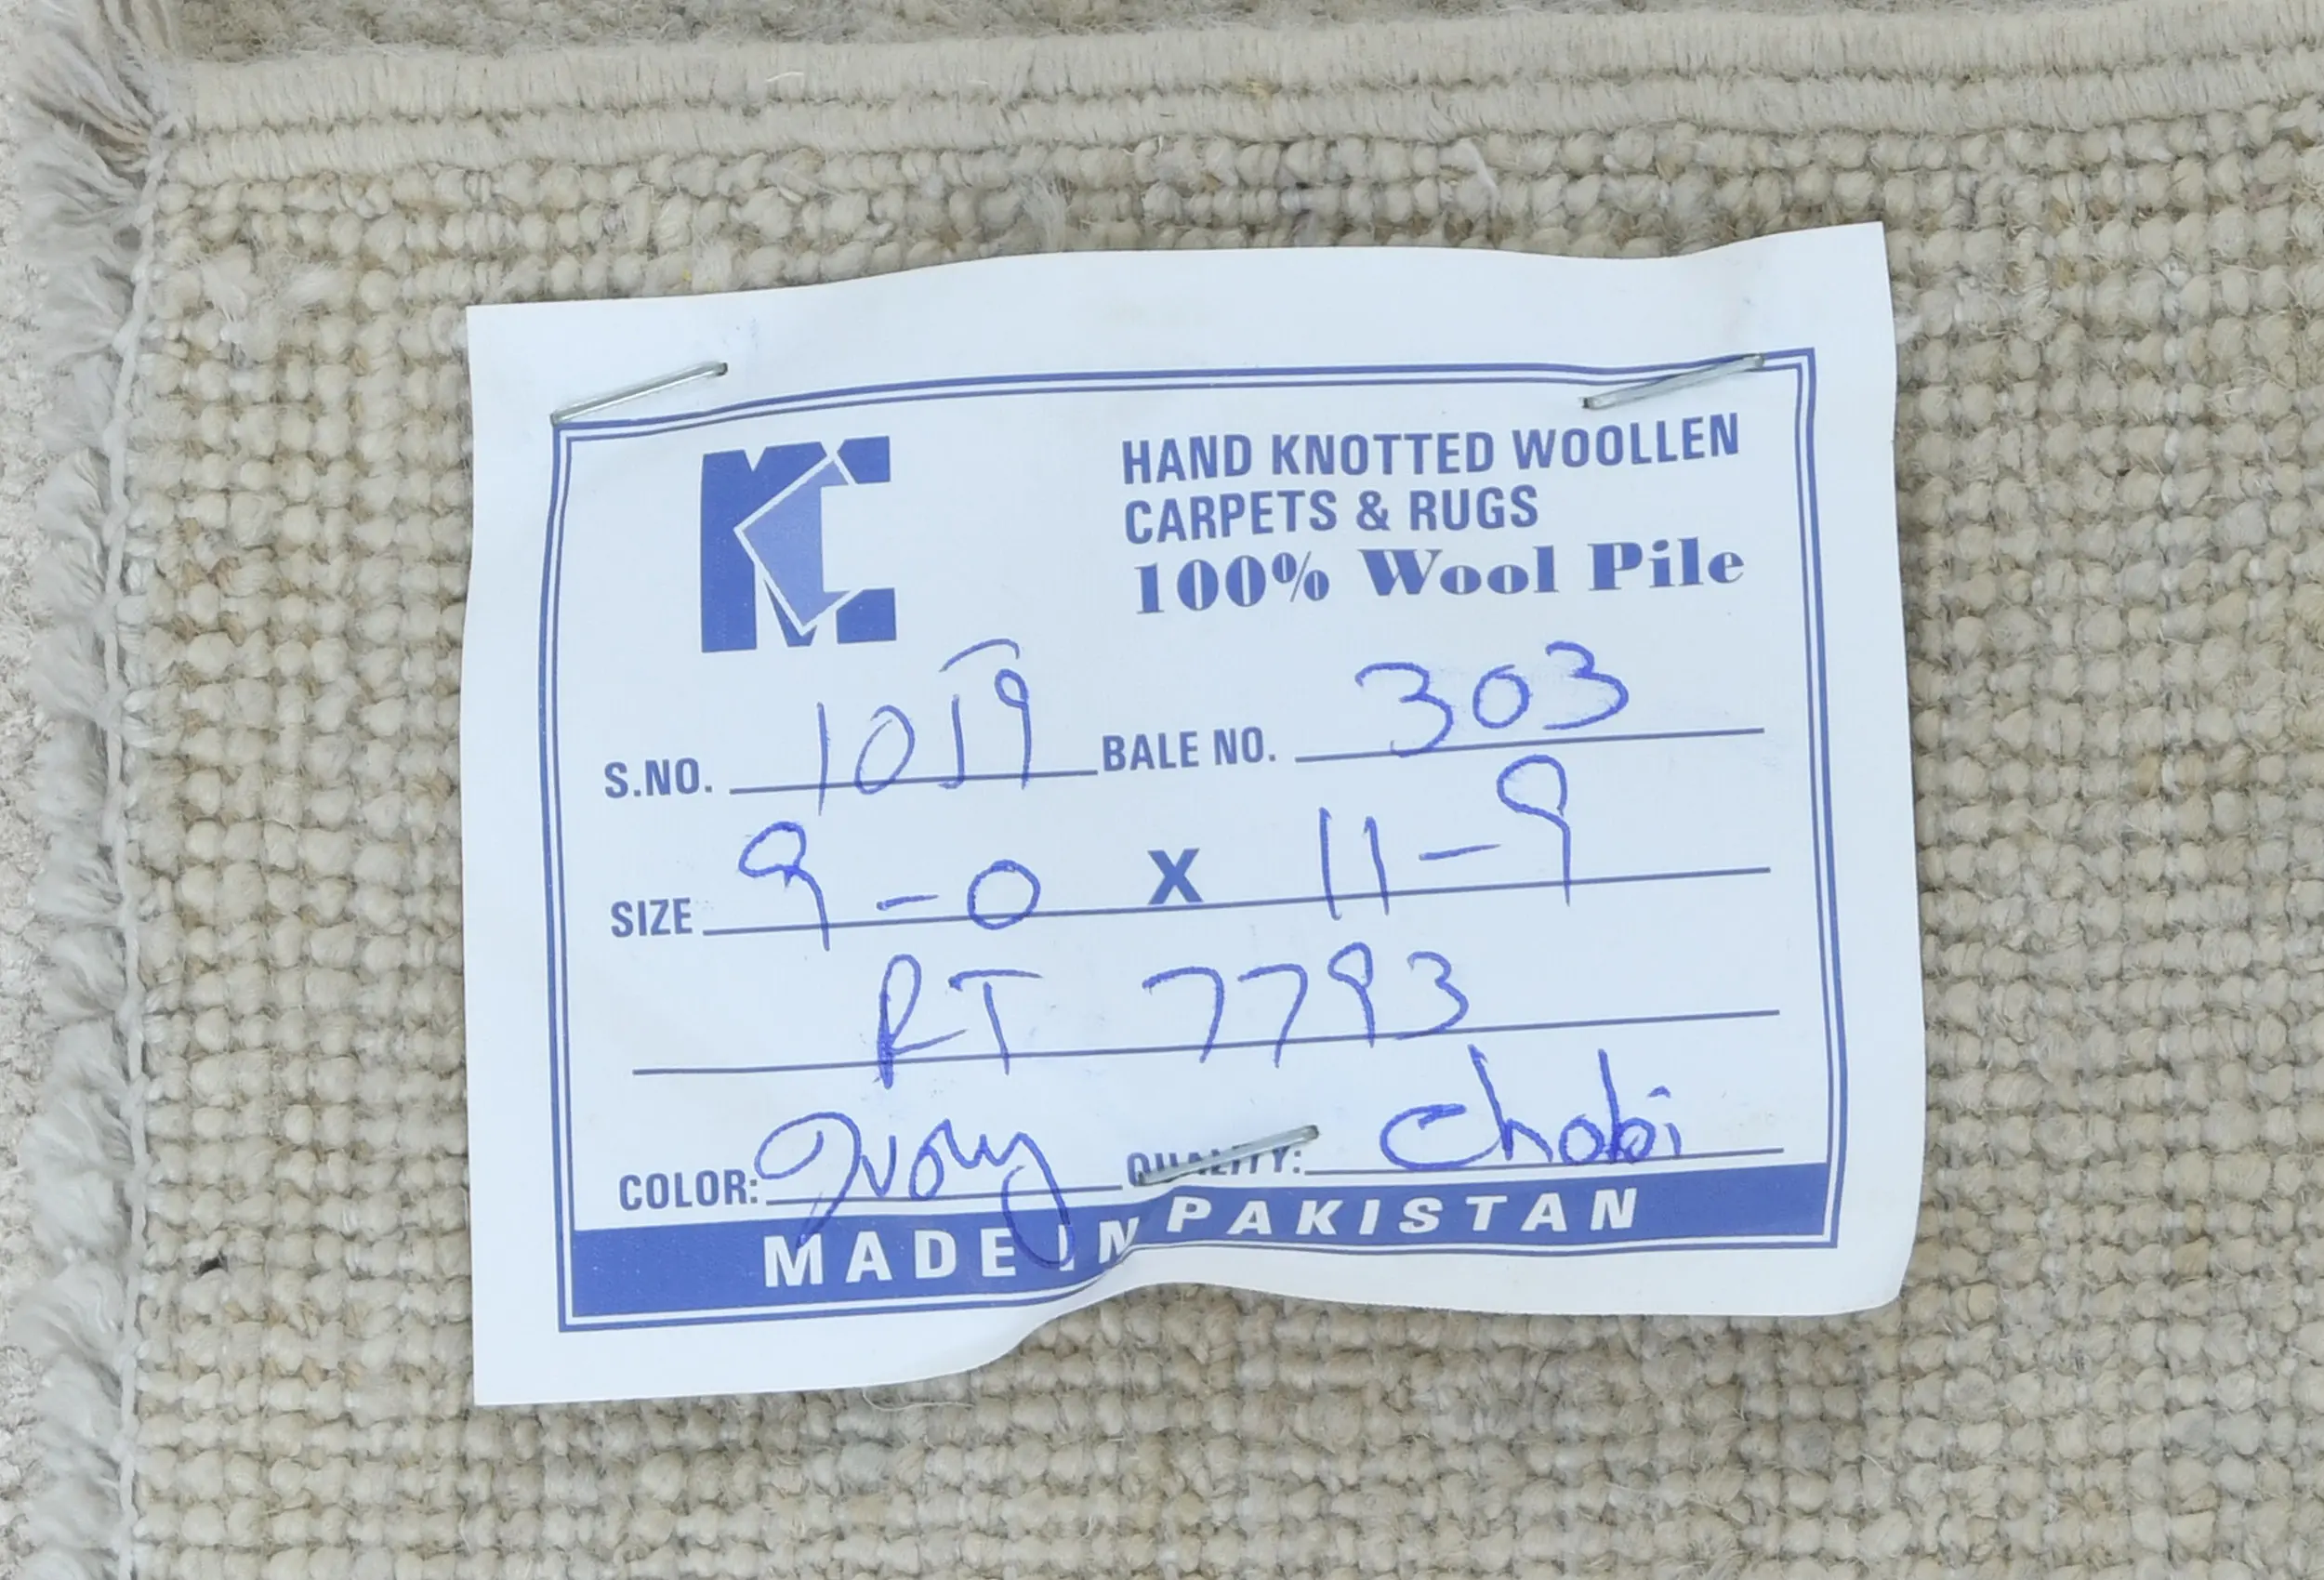 KC
HAND KNOTTED WOOLLEN
CARPETS & RUGS
100% Wool Pile
S.NO. 1019 BALE NO. 303
SIZE 9-0 X 11-9
RT 7793
COLOR: Ivory QUALITY: chobi
MADE IN PAKISTAN